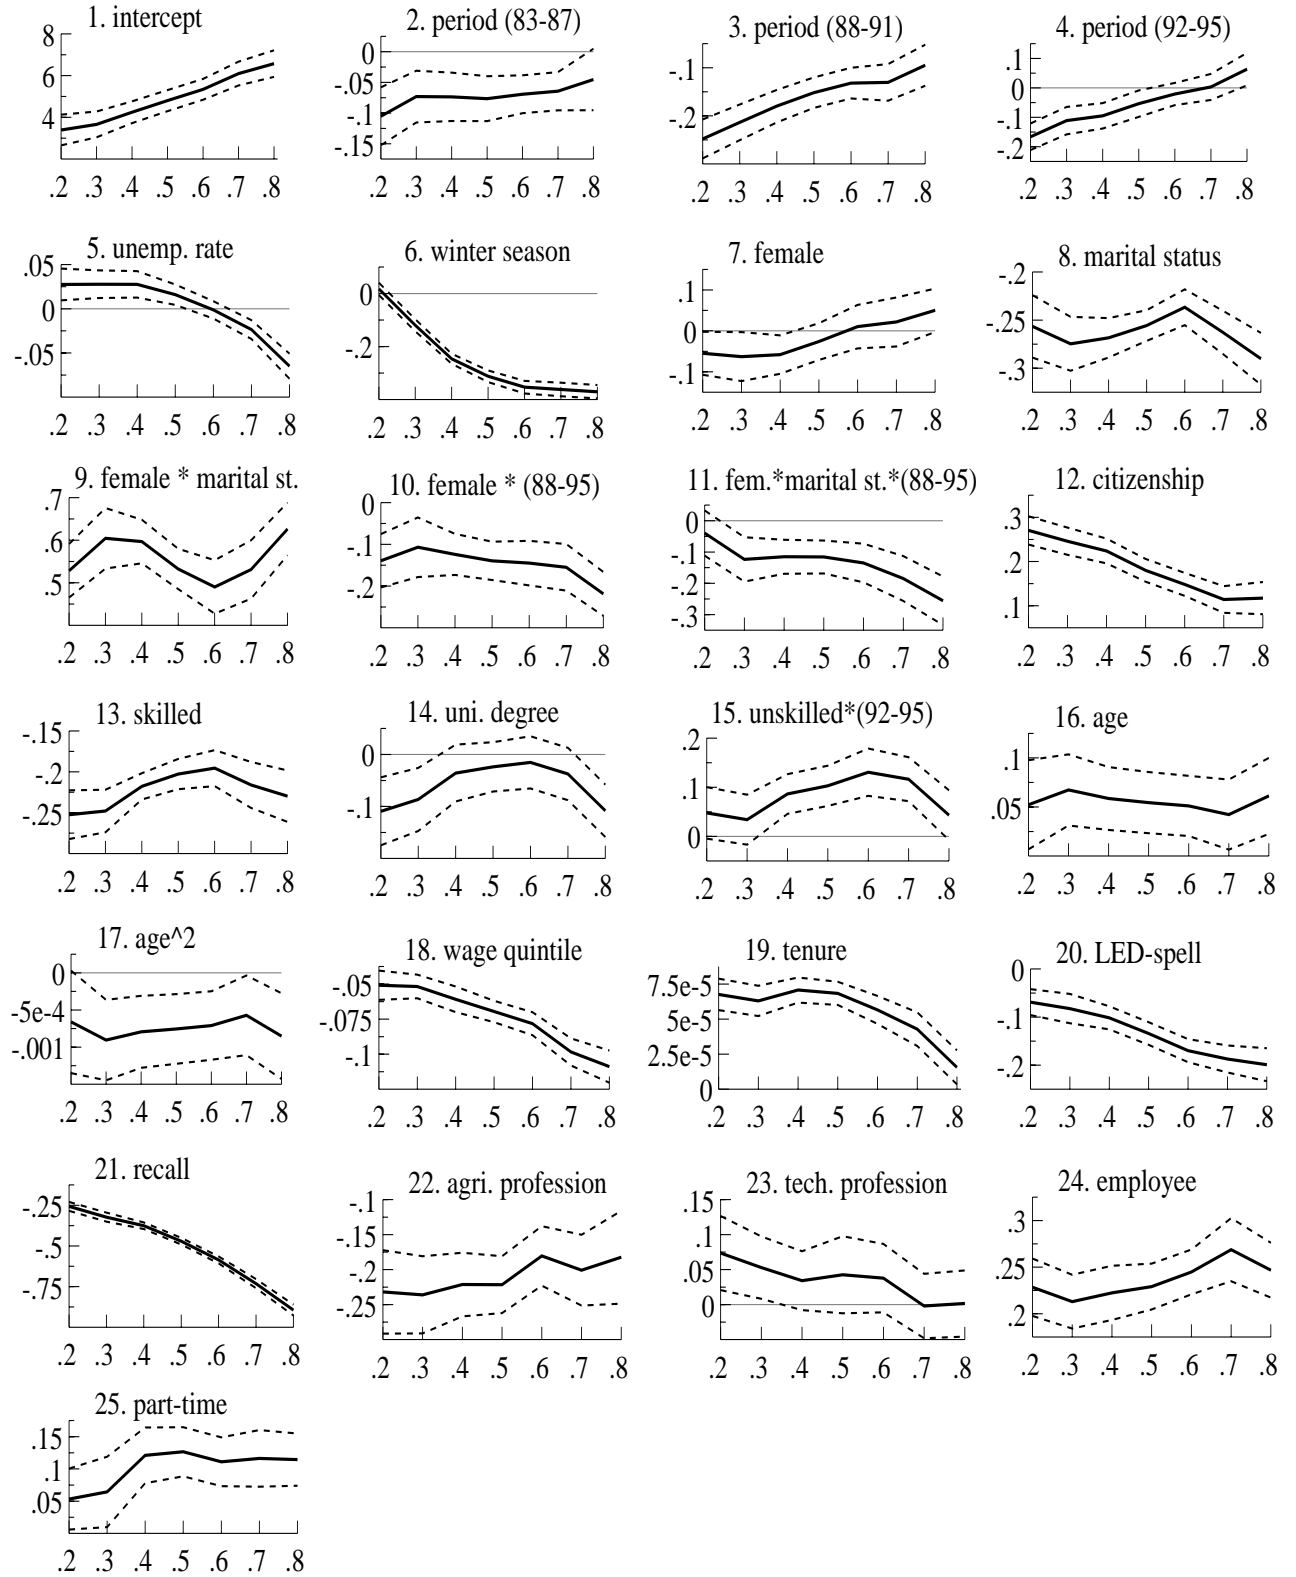 1. intercept
8
6
4
.2 .3 .4 .5 .6 .7 .8
2. period (83-87)
0
-.05
-.1
-.15
.2 .3 .4 .5 .6 .7 .8
3. period (88-91)
-.1
-.2
.2 .3 .4 .5 .6 .7 .8
4. period (92-95)
.1
0
-.1
-.2
.2 .3 .4 .5 .6 .7 .8
5. unemp. rate
.05
0
-.05
.2 .3 .4 .5 .6 .7 .8
6. winter season
0
-.2
.2 .3 .4 .5 .6 .7 .8
7. female
.1
0
-.1
.2 .3 .4 .5 .6 .7 .8
8. marital status
-.2
-.25
-.3
.2 .3 .4 .5 .6 .7 .8
9. female * marital st.
.7
.6
.5
.2 .3 .4 .5 .6 .7 .8
10. female * (88-95)
0
-.1
-.2
.2 .3 .4 .5 .6 .7 .8
11. fem.*marital st.*(88-95)
0
-.1
-.2
-.3
.2 .3 .4 .5 .6 .7 .8
12. citizenship
.3
.2
.1
.2 .3 .4 .5 .6 .7 .8
13. skilled
-.15
-.2
-.25
.2 .3 .4 .5 .6 .7 .8
14. uni. degree
0
-.1
.2 .3 .4 .5 .6 .7 .8
15. unskilled*(92-95)
.2
.1
0
.2 .3 .4 .5 .6 .7 .8
16. age
.1
.05
.2 .3 .4 .5 .6 .7 .8
17. age^2
0
-5e-4
-.001
.2 .3 .4 .5 .6 .7 .8
18. wage quintile
-.05
-.075
-.1
.2 .3 .4 .5 .6 .7 .8
19. tenure
7.5e-5
5e-5
2.5e-5
0
.2 .3 .4 .5 .6 .7 .8
20. LED-spell
0
-.1
-.2
.2 .3 .4 .5 .6 .7 .8
21. recall
-.25
-.5
-.75
.2 .3 .4 .5 .6 .7 .8
22. agri. profession
-.1
-.15
-.2
-.25
.2 .3 .4 .5 .6 .7 .8
23. tech. profession
.15
.1
.05
0
.2 .3 .4 .5 .6 .7 .8
24. employee
.3
.25
.2
.2 .3 .4 .5 .6 .7 .8
25. part-time
.15
.1
.05
.2 .3 .4 .5 .6 .7 .8